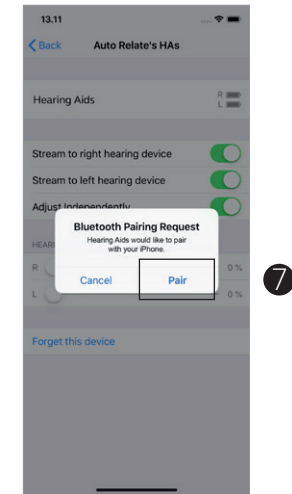 13.11
Back Auto Relate's HAs
Hearing Aids R
L
Stream to right hearing device
Stream to left hearing device
Adjust Independently
Bluetooth Pairing Request
Hearing Aids would like to pair
with your iPhone.
Cancel Pair
HEARI
R 0 %
L 0 %
7
Forget this device